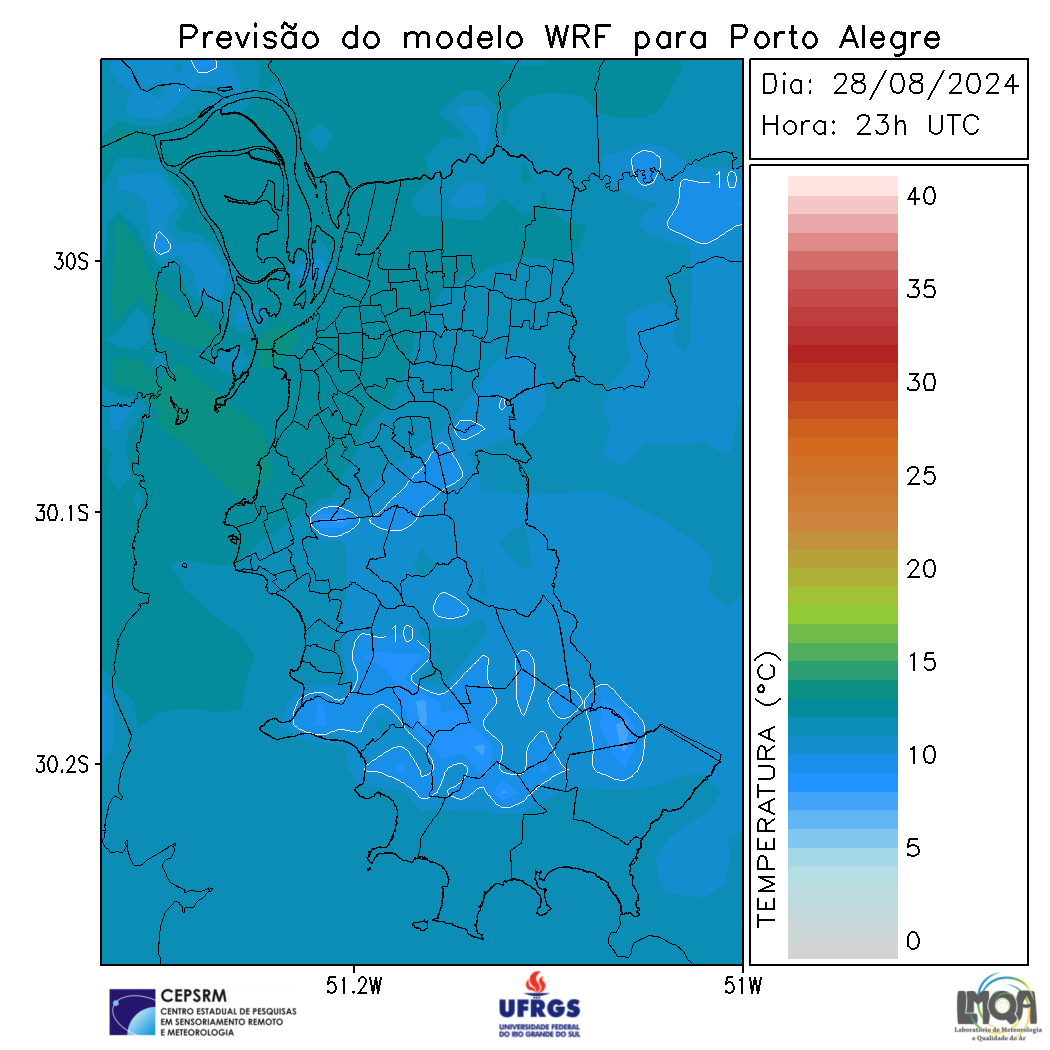 Previsão do modelo WRF para Porto Alegre
Dia: 28/08/2024
Hora: 23h UTC
10
10
30S
30.1S
30.2S
51.2W
51W
TEMPERATURA (°C)
40
35
30
25
20
15
10
5
0
CEPSRM
CENTRO ESTADUAL DE PESQUISAS
EM SENSORIAMENTO REMOTO
E METEOROLOGIA
UFRGS
UNIVERSIDADE FEDERAL
DO RIO GRANDE DO SUL
LMQA
Laboratório de Meteorologia
e Qualidade do Ar